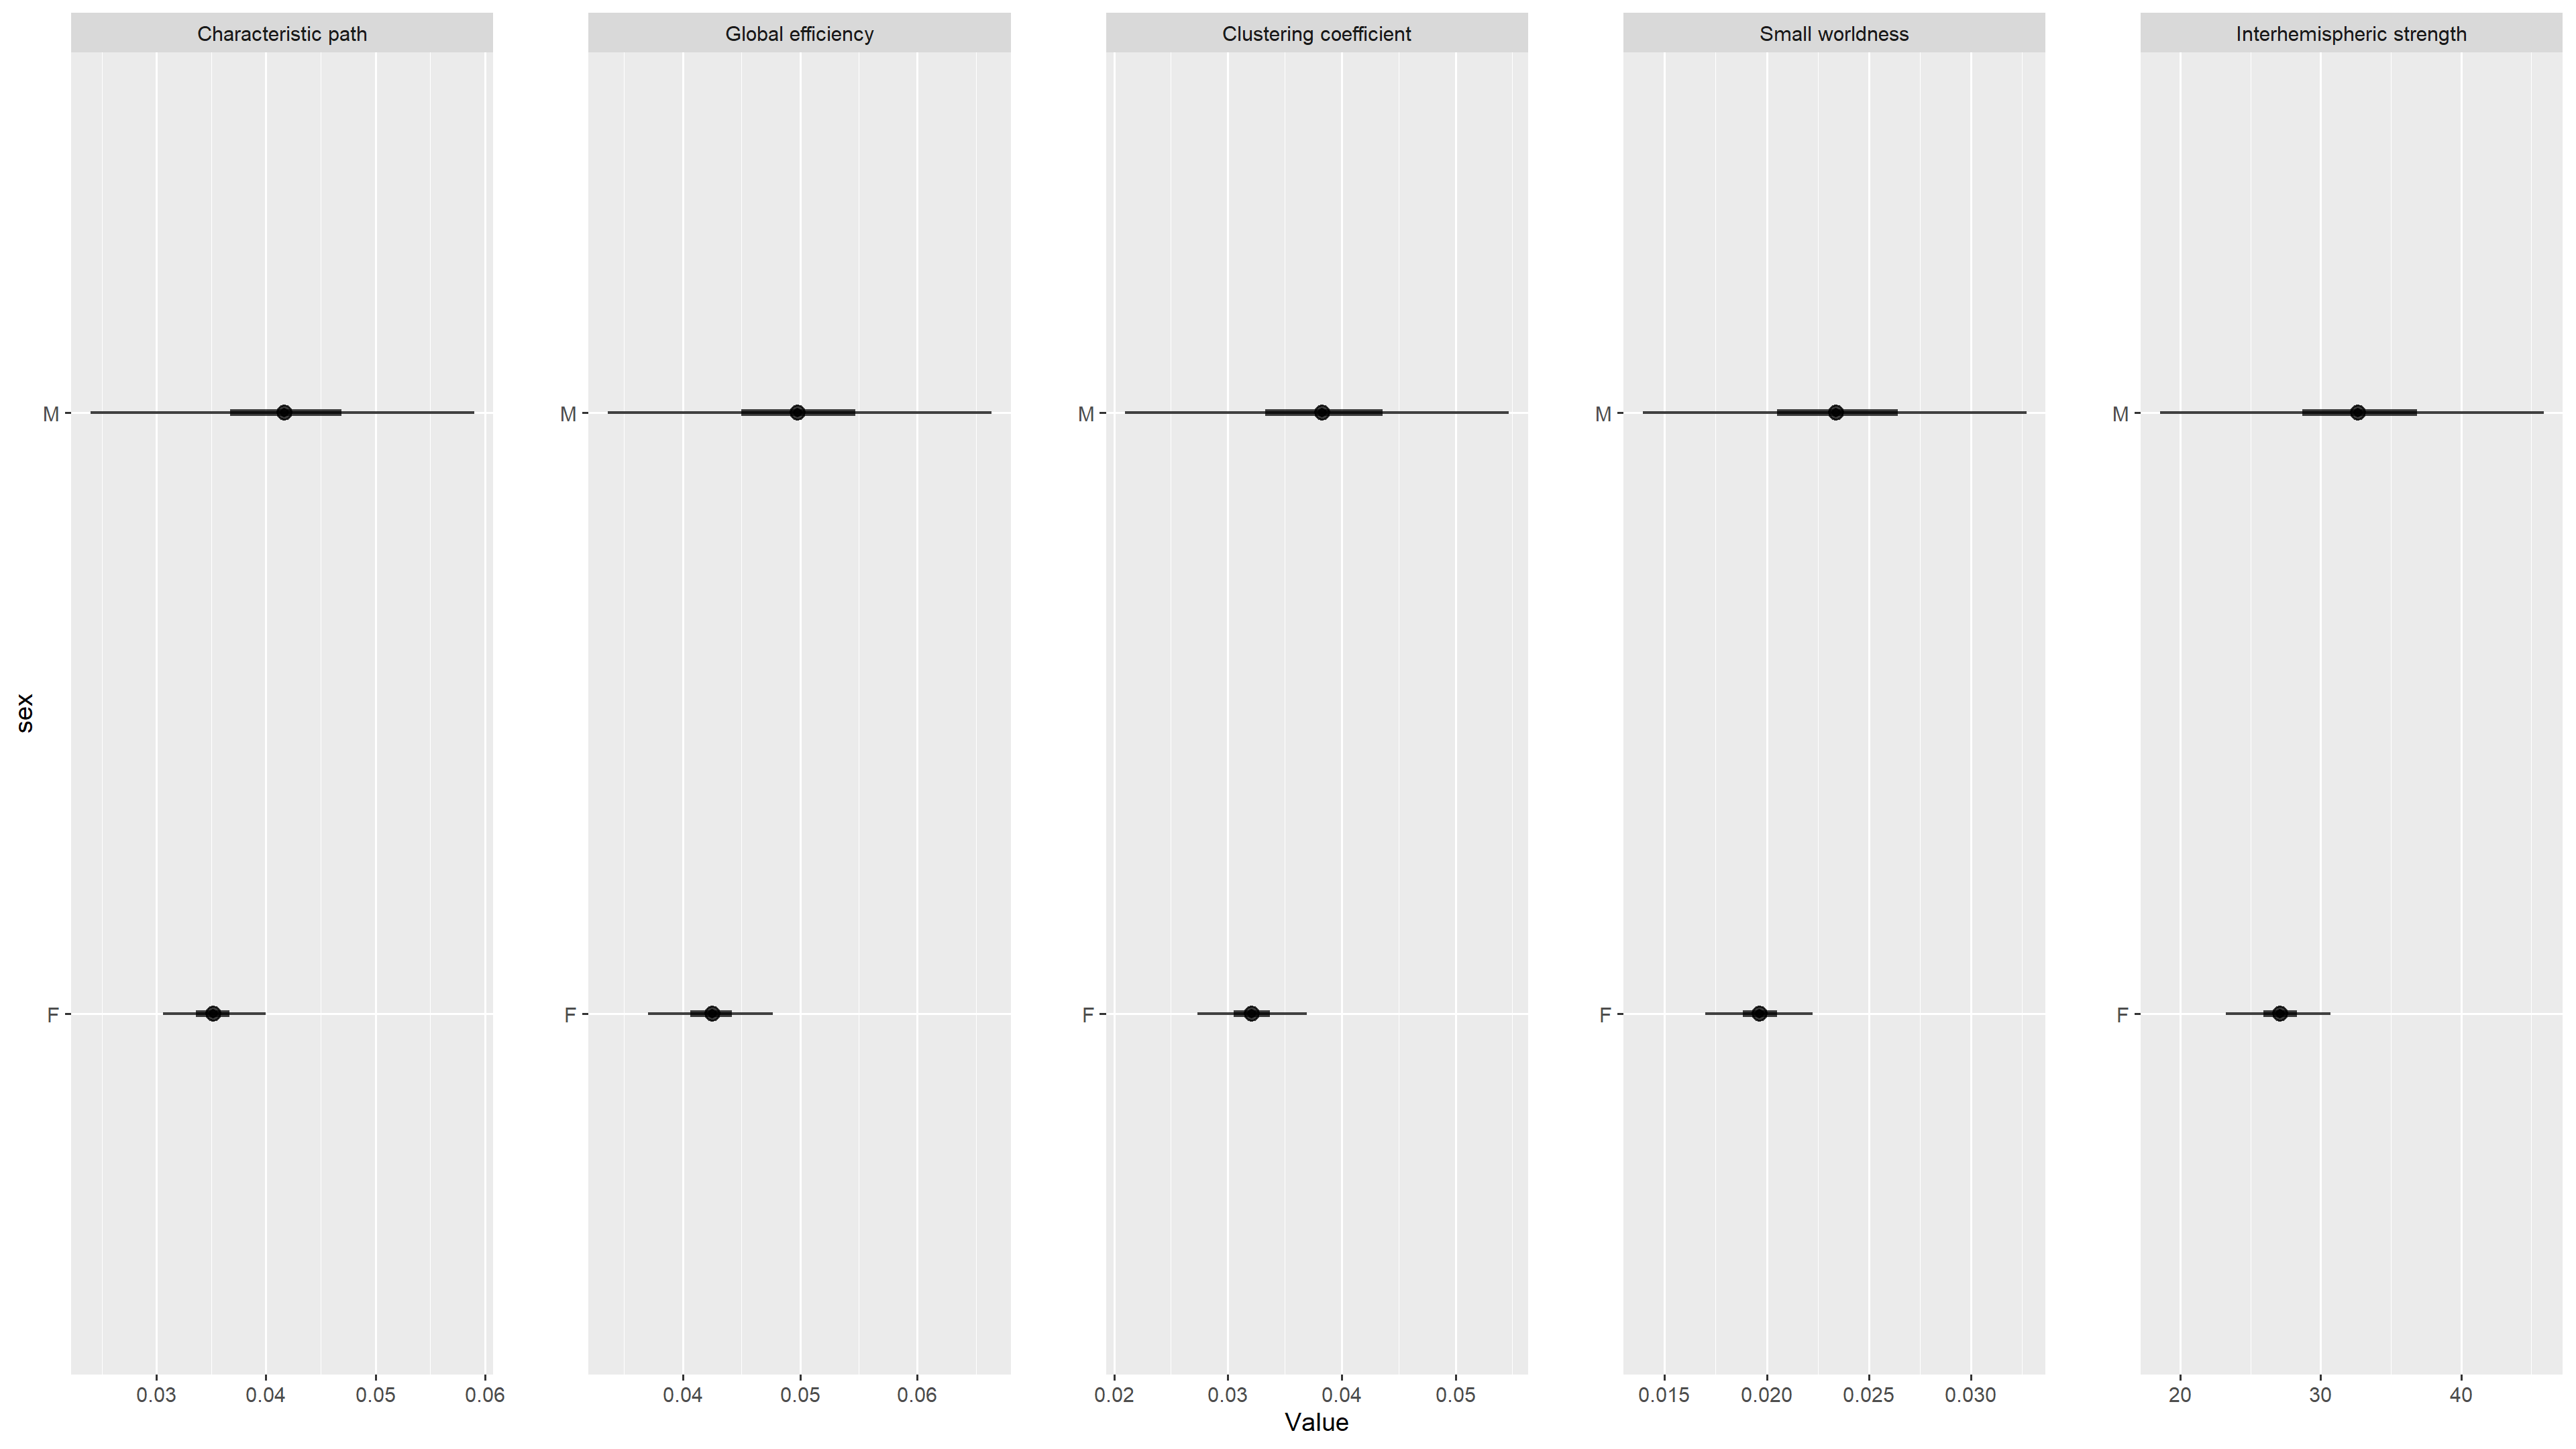 Characteristic path
Global efficiency
Clustering coefficient
Small worldness
Interhemispheric strength
sex
M
M
M
M
M
F
F
F
F
F
0.03 0.04 0.05 0.06
0.04 0.05 0.06
0.02 0.03 0.04 0.05
0.015 0.020 0.025 0.030
20 30 40
Value